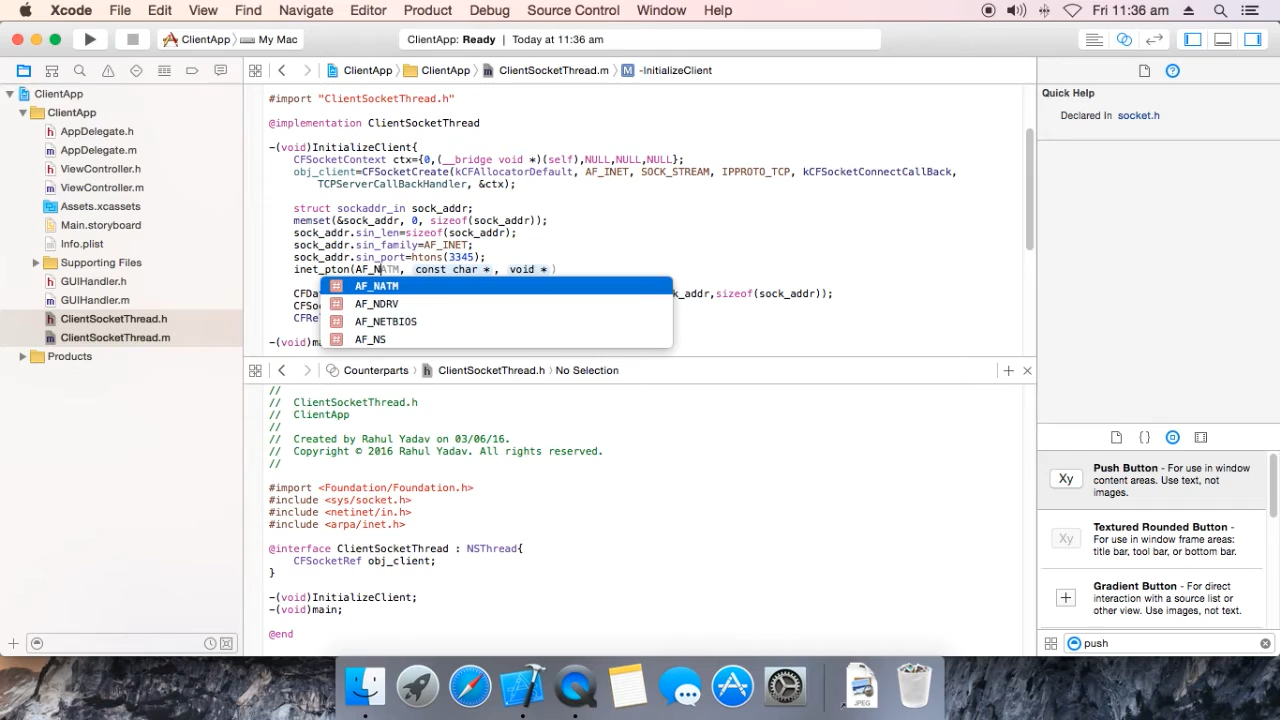 Xcode File Edit View Find Navigate Editor Product Debug Source Control Window Help Fri 11:36 am
ClientApp My Mac ClientApp: Ready | Today at 11:36 am
ClientApp ClientApp ClientSocketThread.m M -InitializeClient
ClientApp
ClientApp
h AppDelegate.h
m AppDelegate.m
h ViewController.h
m ViewController.m
Assets.xcassets
Main.storyboard
Info.plist
Supporting Files
h GUIHandler.h
m GUIHandler.m
h ClientSocketThread.h
m ClientSocketThread.m
Products
#import "ClientSocketThread.h"
@implementation ClientSocketThread
-(void)InitializeClient{
CFSocketContext ctx={0,(__bridge void *)(self),NULL,NULL,NULL};
obj_client=CFSocketCreate(kCFAllocatorDefault, AF_INET, SOCK_STREAM, IPPROTO_TCP, kCFSocketConnectCallBack,
TCPServerCallBackHandler, &ctx);
struct sockaddr_in sock_addr;
memset(&sock_addr, 0, sizeof(sock_addr));
sock_addr.sin_len=sizeof(sock_addr);
sock_addr.sin_family=AF_INET;
sock_addr.sin_port=htons(3345);
inet_pton(AF_NATM, const char *, void *)
# AF_NATM
# AF_NDRV
# AF_NETBIOS
# AF_NS
CFDa k_addr,sizeof(sock_addr));
CFSo
CFRe
-(void)m
Counterparts ClientSocketThread.h No Selection
//
// ClientSocketThread.h
// ClientApp
//
// Created by Rahul Yadav on 03/06/16.
// Copyright © 2016 Rahul Yadav. All rights reserved.
//
#import <Foundation/Foundation.h>
#include <sys/socket.h>
#include <netinet/in.h>
#include <arpa/inet.h>
@interface ClientSocketThread : NSThread{
CFSocketRef obj_client;
}
-(void)InitializeClient;
-(void)main;
@end
Quick Help
Declared In socket.h
Xy
Push Button - For use in window
content areas. Use text, not
images.
Xy
Textured Rounded Button -
For use in window frame areas:
title bar, tool bar, or bottom bar.
Gradient Button - For direct
interaction with a source list or
other view. Use images, not text.
push
JPEG